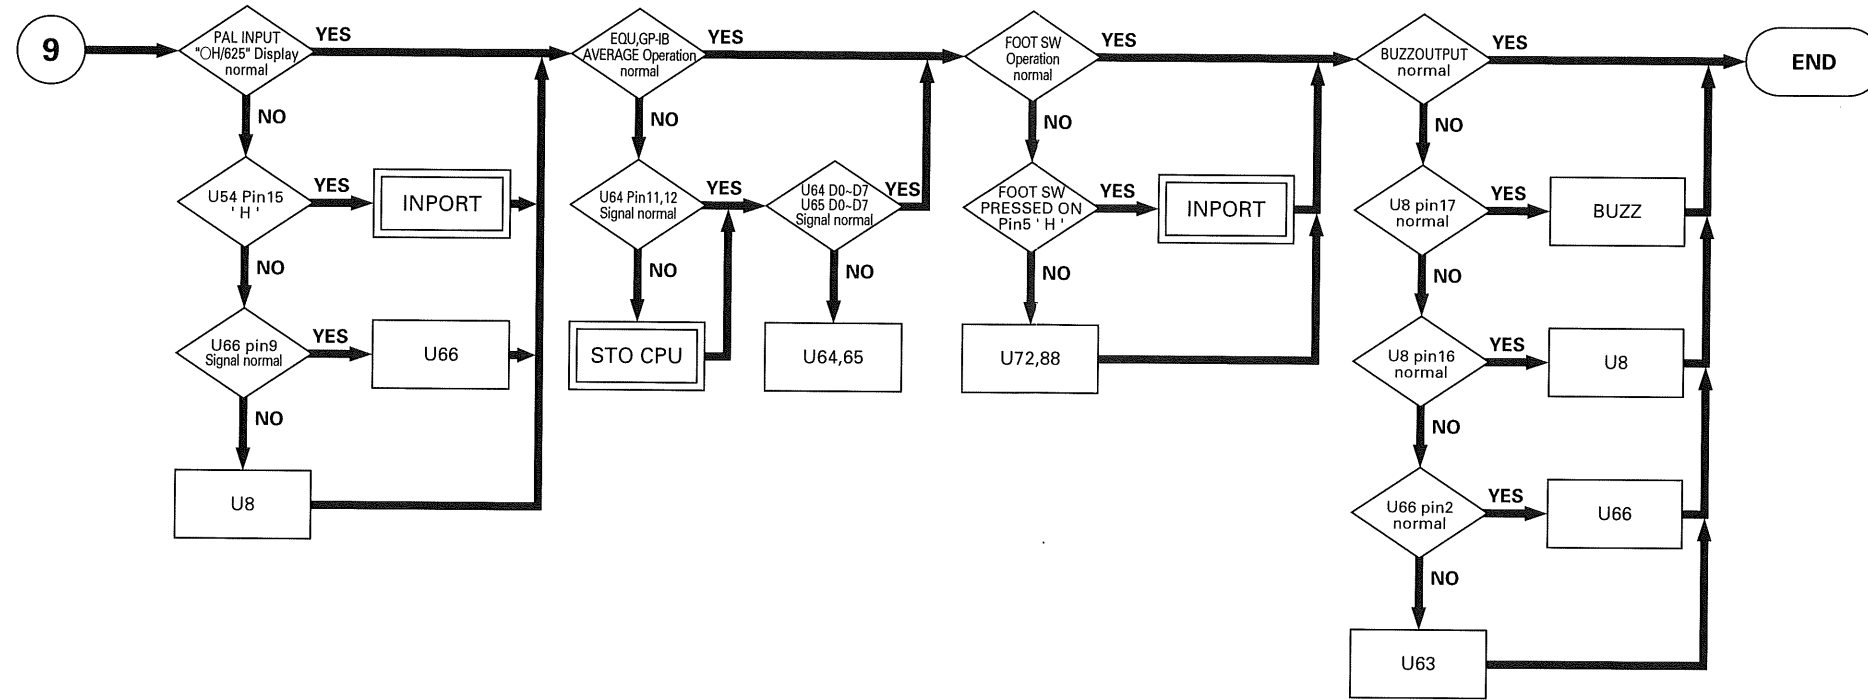 9
PAL INPUT
"OH/625" Display
normal
YES
NO
U54 Pin15
'H'
YES
INPORT
NO
U66 pin9
Signal normal
YES
U66
NO
U8
EQU,GP-IB
AVERAGE Operation
normal
YES
NO
U64 Pin11,12
Signal normal
YES
NO
STO CPU
U64 D0~D7
U65 D0~D7
Signal normal
YES
NO
U64,65
FOOT SW
Operation
normal
YES
NO
FOOT SW
PRESSED ON
Pin5 'H'
YES
INPORT
NO
U72,88
BUZZOUTPUT
normal
YES
END
NO
U8 pin17
normal
YES
BUZZ
NO
U8 pin16
normal
YES
U8
NO
U66 pin2
normal
YES
U66
NO
U63